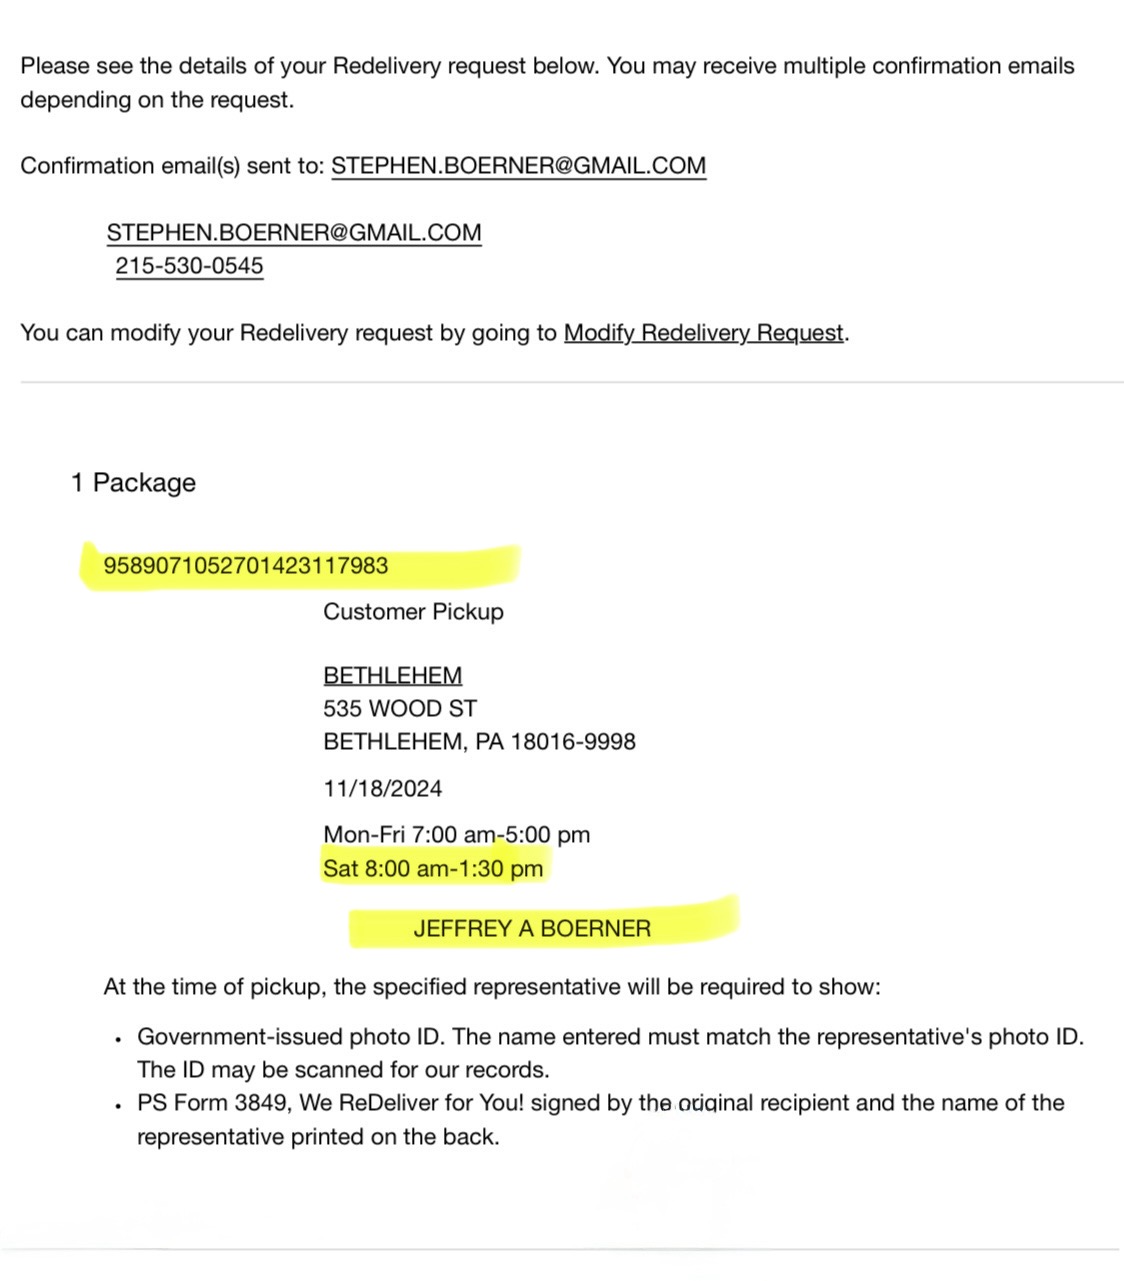 Please see the details of your Redelivery request below. You may receive multiple confirmation emails
depending on the request.
Confirmation email(s) sent to: STEPHEN.BOERNER@GMAIL.COM
STEPHEN.BOERNER@GMAIL.COM
215-530-0545
You can modify your Redelivery request by going to Modify Redelivery Request.
1 Package
9589071052701423117983
Customer Pickup
BETHLEHEM
535 WOOD ST
BETHLEHEM, PA 18016-9998
11/18/2024
Mon-Fri 7:00 am-5:00 pm
Sat 8:00 am-1:30 pm
JEFFREY A BOERNER
At the time of pickup, the specified representative will be required to show:
• Government-issued photo ID. The name entered must match the representative's photo ID.
The ID may be scanned for our records.
• PS Form 3849, We ReDeliver for You! signed by the original recipient and the name of the
representative printed on the back.